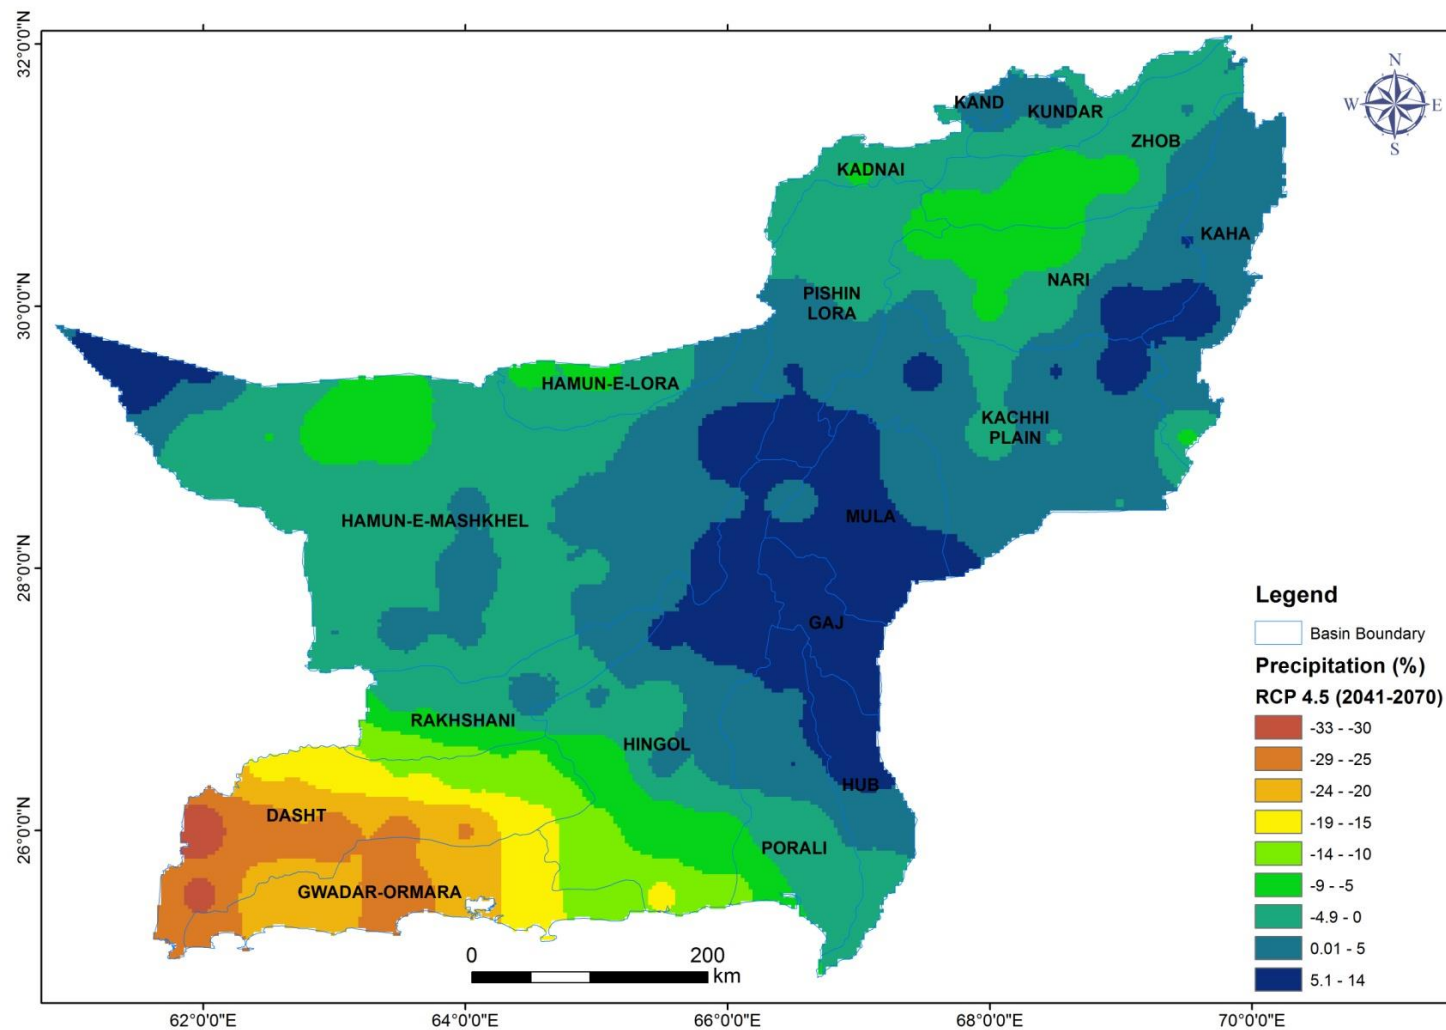 32°0'0"N
30°0'0"N
28°0'0"N
26°0'0"N
N
W
E
S
KAND
KUNDAR
ZHOB
KADNAI
KAHA
NARI
PISHIN
LORA
HAMUN-E-LORA
KACHHI
PLAIN
HAMUN-E-MASHKHEL
MULA
GAJ
RAKHSHANI
HINGOL
HUB
DASHT
PORALI
GWADAR-ORMARA
0 200
km
Legend
Basin Boundary
Precipitation (%)
RCP 4.5 (2041-2070)
-33 - -30
-29 - -25
-24 - -20
-19 - -15
-14 - -10
-9 - -5
-4.9 - 0
0.01 - 5
5.1 - 14
62°0'0"E
64°0'0"E
66°0'0"E
68°0'0"E
70°0'0"E